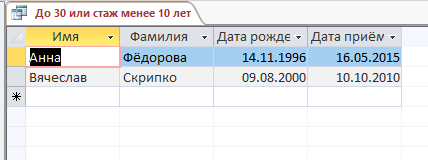 До 30 или стаж менее 10 лет
Имя Фамилия Дата рожде Дата приём
Анна Фёдорова 14.11.1996 16.05.2015
Вячеслав Скрипко 09.08.2000 10.10.2010